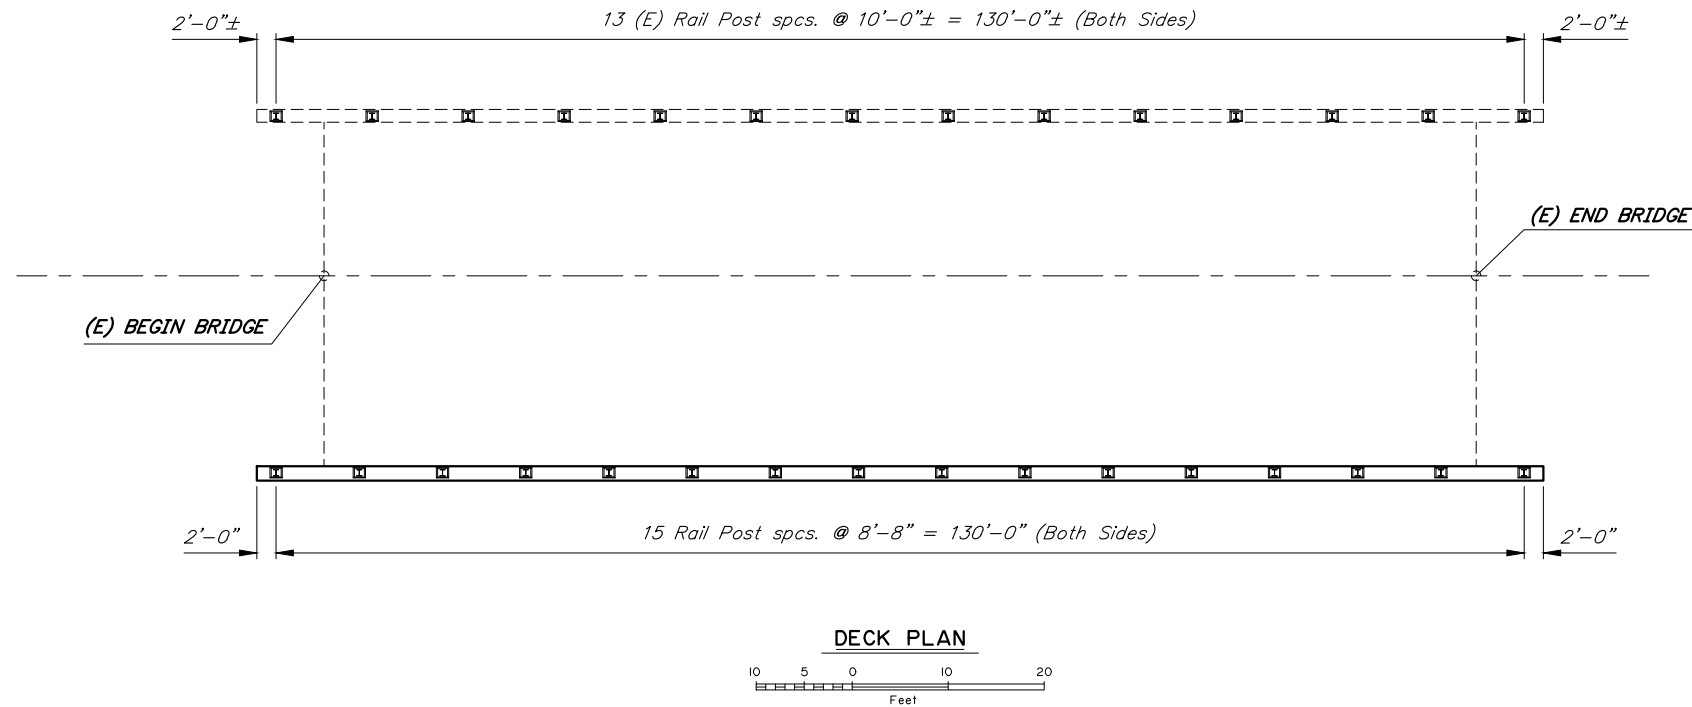 2'-0"±
13 (E) Rail Post spcs. @ 10'-0"± = 130'-0"± (Both Sides)
2'-0"±
(E) END BRIDGE
(E) BEGIN BRIDGE
2'-0"
15 Rail Post spcs. @ 8'-8" = 130'-0" (Both Sides)
2'-0"
DECK PLAN
10 5 0 10 20
Feet